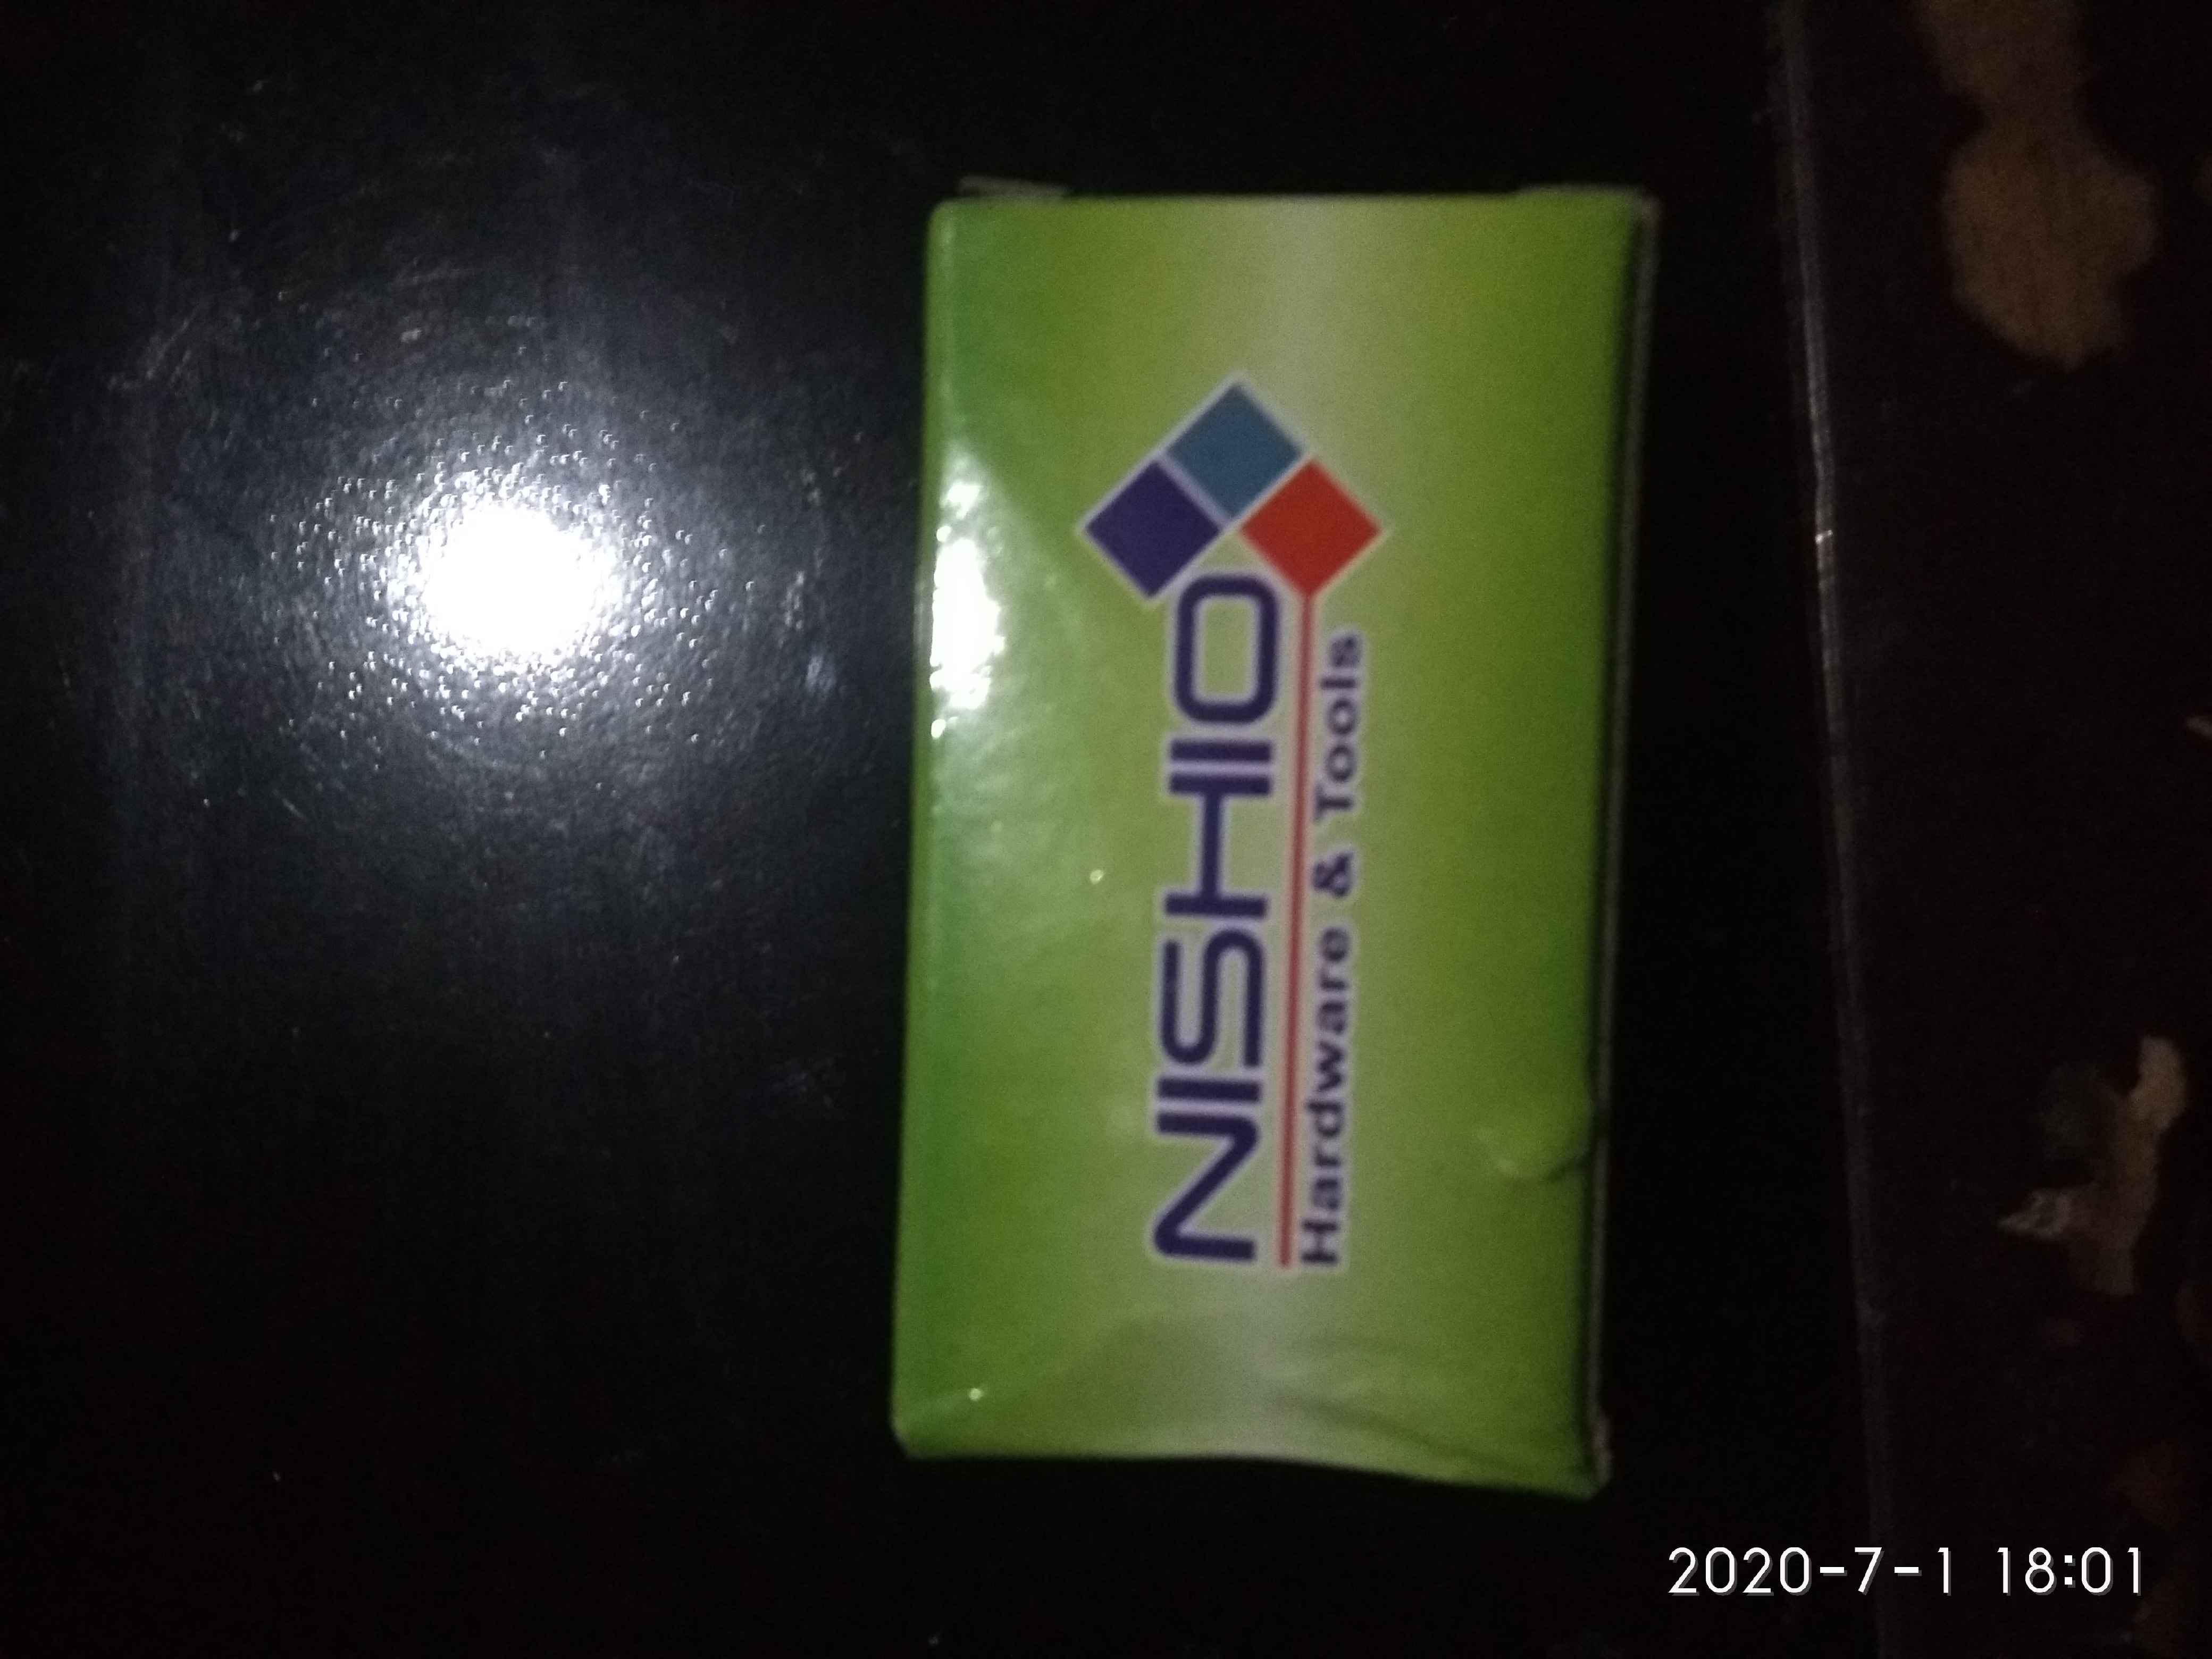 NISHIO
Hardware & Tools
2020-7-1 18:01